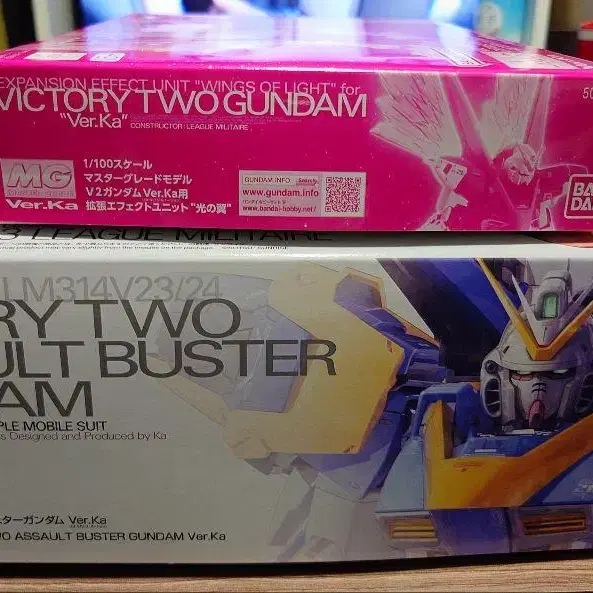 EXPANSION EFFECT UNIT "WINGS OF LIGHT" for
VICTORY TWO GUNDAM
"Ver.Ka"
CONSTRUCTOR: LEAGUE MILITAIRE
50
MG
Ver.Ka
1/100スケール
マスターグレードモデル
V2ガンダム Ver.Ka用
拡張エフェクトユニット "光の翼"
GUNDAM.INFO
Search
www.gundam.info
www.bandai-hobby.net/
BAN
DAI
LEAGUE MILITAIRE
LM314V23/24
RY TWO
ULT BUSTER
AM
PLE MOBILE SUIT
s Designed and Produced by Ka
スターガンダム Ver.Ka
WO ASSAULT BUSTER GUNDAM Ver.Ka